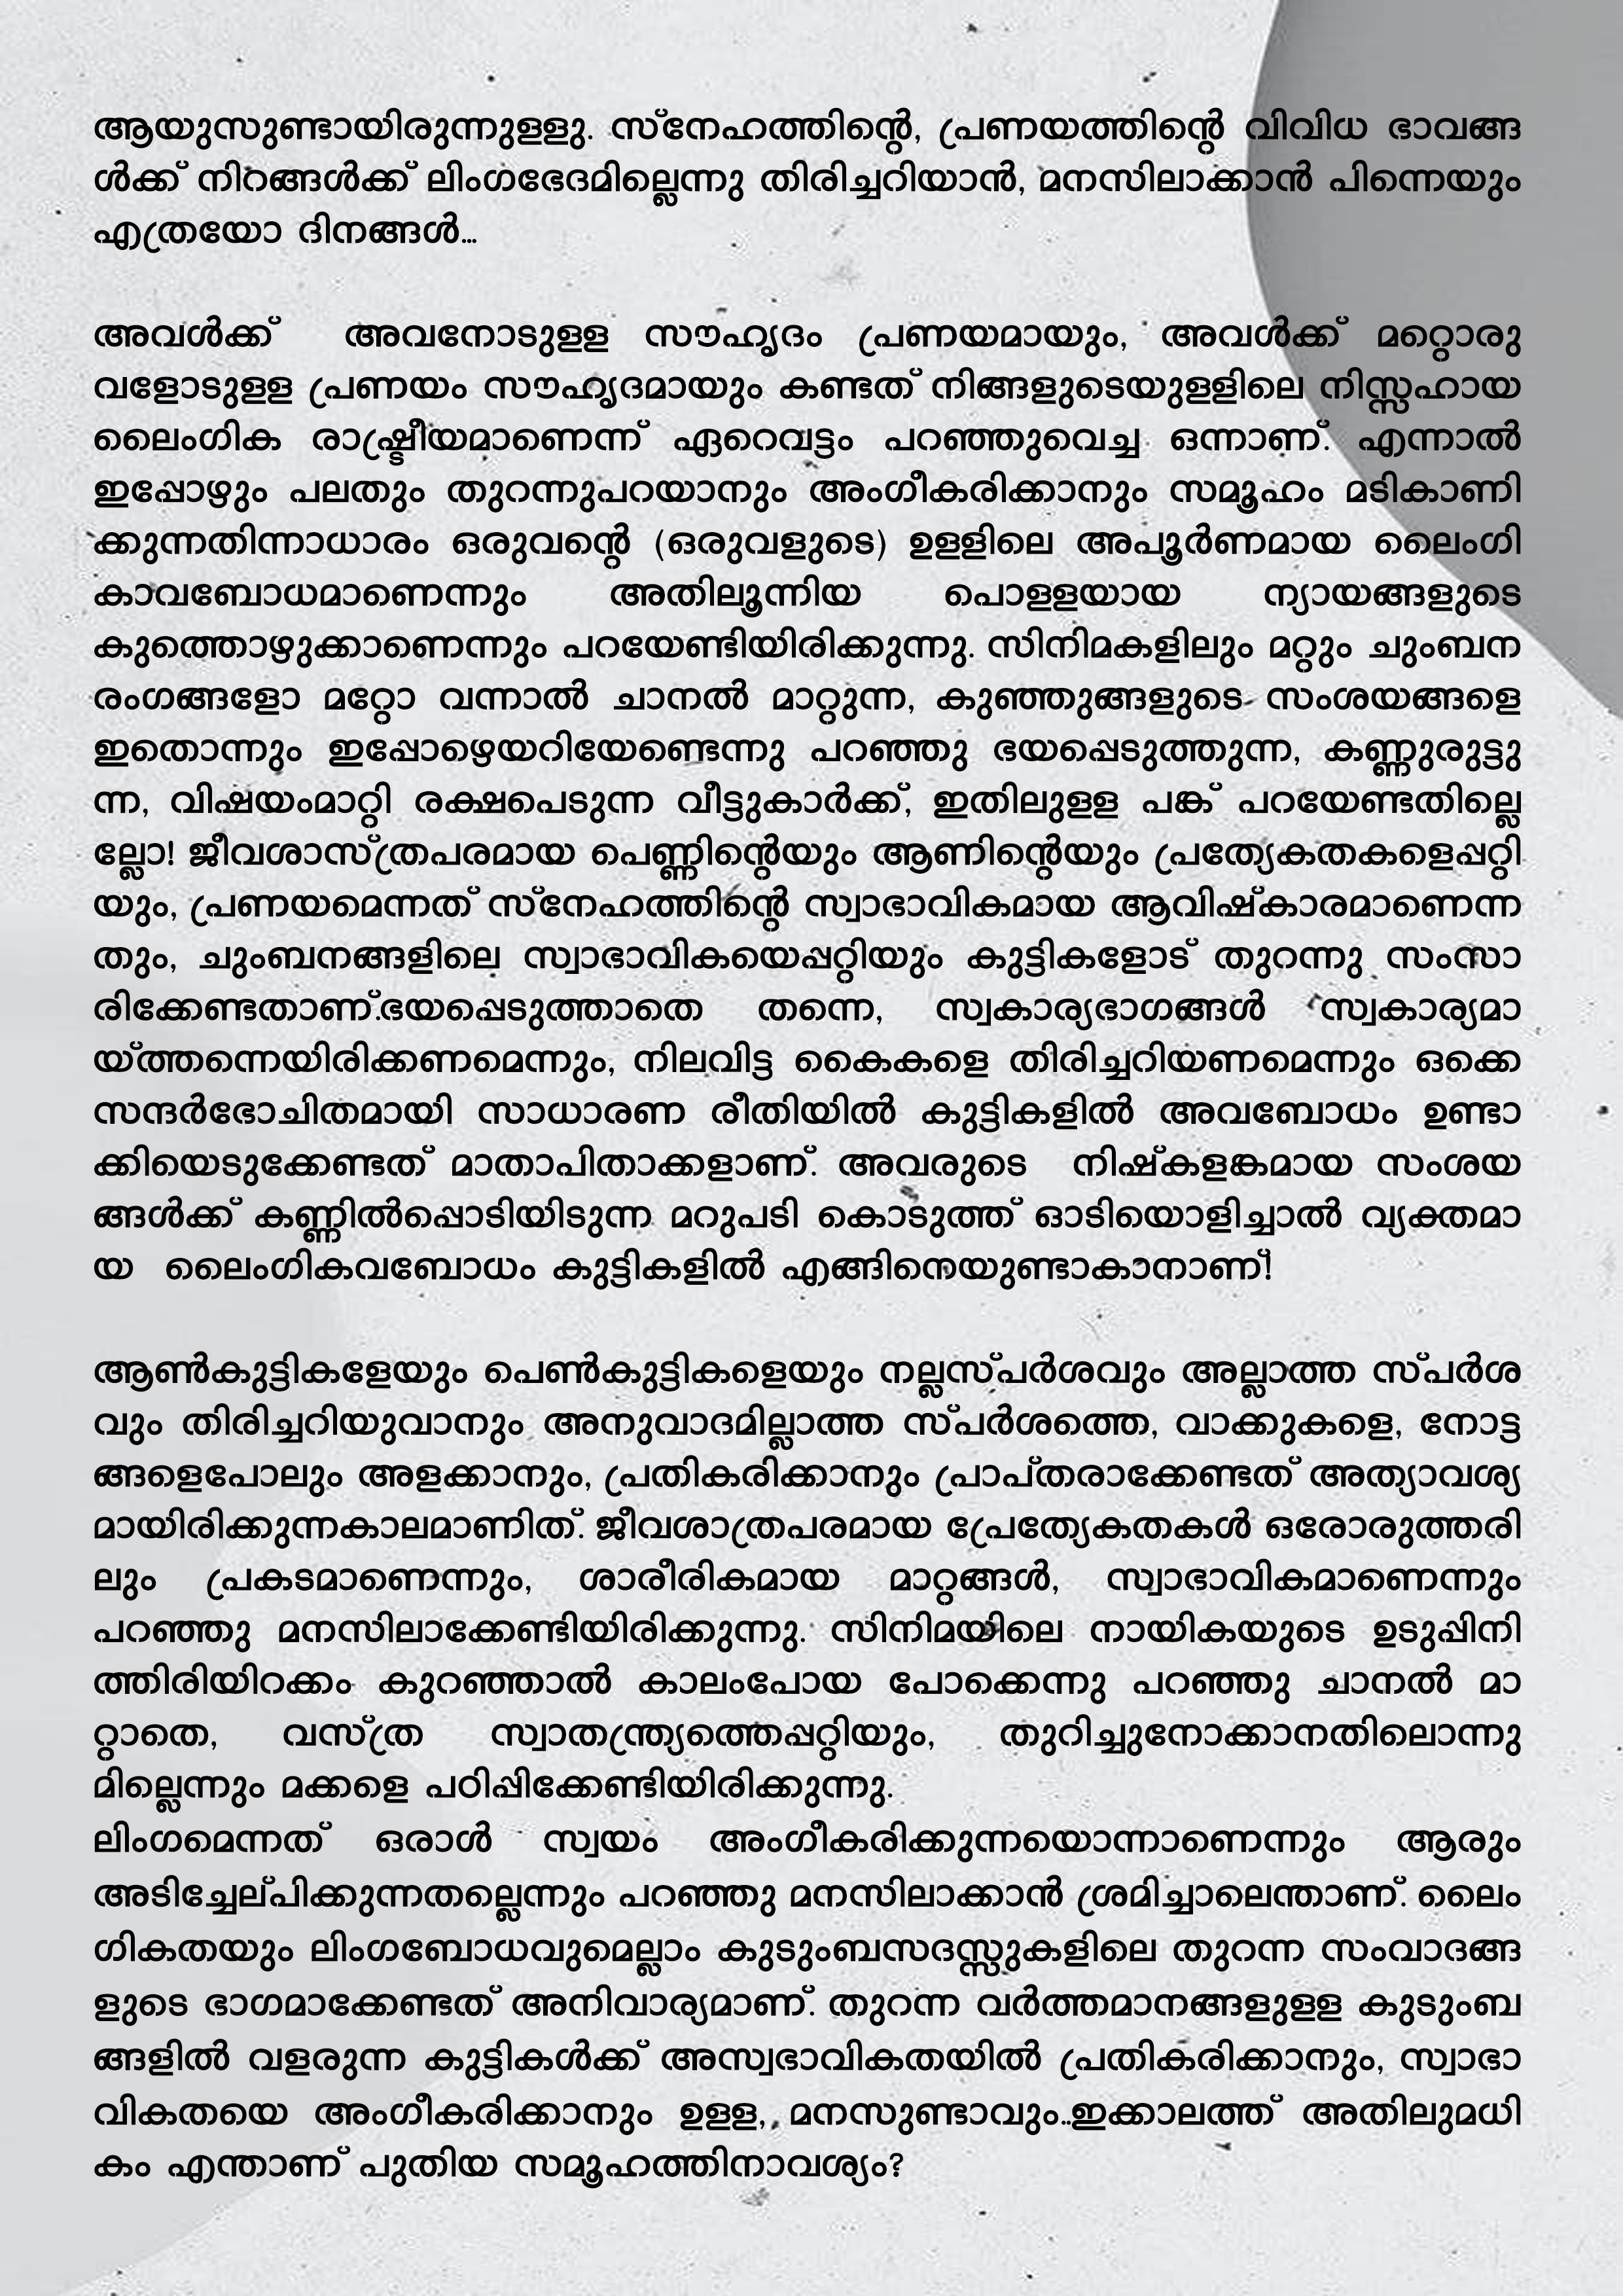 ആയുസുണ്ടായിരുന്നുളളു. സ്നേഹത്തിന്റെ, പ്രണയത്തിന്റെ വിവിധ ഭാവങ്ങ
ൾക്ക് നിറങ്ങൾക്ക് ലിംഗഭേദമില്ലെന്നു തിരിച്ചറിയാൻ, മനസിലാക്കാൻ പിന്നെയും
എത്രയോ ദിനങ്ങൾ...
അവൾക്ക് അവനോടുളള സൗഹൃദം പ്രണയമായും, അവൾക്ക് മറ്റൊരു
വളോടുളള പ്രണയം സൗഹൃദമായും കണ്ടത് നിങ്ങളുടെയുളളിലെ നിസ്സഹായ
ലൈംഗിക രാഷ്ട്രീയമാണെന്ന് ഏറെവട്ടം പറഞ്ഞുവെച്ച ഒന്നാണ്. എന്നാൽ
ഇപ്പോഴും പലതും തുറന്നുപറയാനും അംഗീകരിക്കാനും സമൂഹം മടികാണി
ക്കുന്നതിന്നാധാരം ഒരുവന്റെ (ഒരുവളുടെ) ഉളളിലെ അപൂർണമായ ലൈംഗി
കാവബോധമാണെന്നും അതിലൂന്നിയ പൊളളയായ ന്യായങ്ങളുടെ
കുത്തൊഴുക്കാണെന്നും പറയേണ്ടിയിരിക്കുന്നു. സിനിമകളിലും മറ്റും ചുംബന
രംഗങ്ങളോ മറ്റോ വന്നാൽ ചാനൽ മാറ്റുന്ന, കുഞ്ഞുങ്ങളുടെ സംശയങ്ങളെ
ഇതൊന്നും ഇപ്പോഴെയറിയേണ്ടെന്നു പറഞ്ഞു ഭയപ്പെടുത്തുന്ന, കണ്ണുരുട്ടു
ന്ന, വിഷയംമാറ്റി രക്ഷപെടുന്ന വീട്ടുകാർക്ക്, ഇതിലുളള പങ്ക് പറയേണ്ടതില്ലെ
ല്ലോ! ജീവശാസ്ത്രപരമായ പെണ്ണിന്റെയും ആണിന്റെയും പ്രത്യേകതകളെപ്പറ്റി
യും, പ്രണയമെന്നത് സ്നേഹത്തിന്റെ സ്വാഭാവികമായ ആവിഷ്കാരമാണെന്ന
തും, ചുംബനങ്ങളിലെ സ്വാഭാവികയെപ്പറ്റിയും കുട്ടികളോട് തുറന്നു സംസാ
രിക്കേണ്ടതാണ്.ഭയപ്പെടുത്താതെ തന്നെ, സ്വകാര്യഭാഗങ്ങൾ സ്വകാര്യമാ
യ്ത്തന്നെയിരിക്കണമെന്നും, നിലവിട്ട കൈകളെ തിരിച്ചറിയണമെന്നും ഒക്കെ
സന്ദർഭോചിതമായി സാധാരണ രീതിയിൽ കുട്ടികളിൽ അവബോധം ഉണ്ടാ
ക്കിയെടുക്കേണ്ടത് മാതാപിതാക്കളാണ്. അവരുടെ നിഷ്കളങ്കമായ സംശയ
ങ്ങൾക്ക് കണ്ണിൽപ്പൊടിയിടുന്ന മറുപടി കൊടുത്ത് ഓടിയൊളിച്ചാൽ വ്യക്തമാ
യ ലൈംഗികവബോധം കുട്ടികളിൽ എങ്ങിനെയുണ്ടാകാനാണ്!
ആൺകുട്ടികളേയും പെൺകുട്ടികളെയും നല്ലസ്പർശവും അല്ലാത്ത സ്പർശ
വും തിരിച്ചറിയുവാനും അനുവാദമില്ലാത്ത സ്പർശത്തെ, വാക്കുകളെ, നോട്ട
ങ്ങളെപോലും അളക്കാനും, പ്രതികരിക്കാനും പ്രാപ്തരാക്കേണ്ടത് അത്യാവശ്യ
മായിരിക്കുന്നകാലമാണിത്. ജീവശാത്രപരമായ പ്രേത്യേകതകൾ ഒരോരുത്തരി
ലും പ്രകടമാണെന്നും, ശാരീരികമായ മാറ്റങ്ങൾ, സ്വാഭാവികമാണെന്നും
പറഞ്ഞു മനസിലാക്കേണ്ടിയിരിക്കുന്നു. സിനിമയിലെ നായികയുടെ ഉടുപ്പിനി
ത്തിരിയിറക്കം കുറഞ്ഞാൽ കാലംപോയ പോക്കെന്നു പറഞ്ഞു ചാനൽ മാ
റ്റാതെ, വസ്ത്ര സ്വാതന്ത്ര്യത്തെപ്പറ്റിയും, തുറിച്ചുനോക്കാനതിലൊന്നു
മില്ലെന്നും മക്കളെ പഠിപ്പിക്കേണ്ടിയിരിക്കുന്നു.
ലിംഗമെന്നത് ഒരാൾ സ്വയം അംഗീകരിക്കുന്നയൊന്നാണെന്നും ആരും
അടിച്ചേല്പിക്കുന്നതല്ലെന്നും പറഞ്ഞു മനസിലാക്കാൻ ശ്രമിച്ചാലെന്താണ്. ലൈം
ഗികതയും ലിംഗബോധവുമെല്ലാം കുടുംബസദസ്സുകളിലെ തുറന്ന സംവാദങ്ങ
ളുടെ ഭാഗമാക്കേണ്ടത് അനിവാര്യമാണ്. തുറന്ന വർത്തമാനങ്ങളുളള കുടുംബ
ങ്ങളിൽ വളരുന്ന കുട്ടികൾക്ക് അസ്വഭാവികതയിൽ പ്രതികരിക്കാനും, സ്വാഭാ
വികതയെ അംഗീകരിക്കാനും ഉളള, മനസുണ്ടാവും..ഇക്കാലത്ത് അതിലുമധി
കം എന്താണ് പുതിയ സമൂഹത്തിനാവശ്യം?